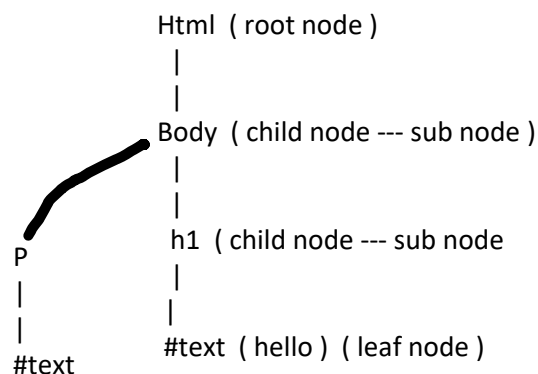 Html ( root node )
|
|
Body ( child node --- sub node )
|
|
h1 ( child node --- sub node
P
|
|
|
|
#text ( hello ) ( leaf node )
#text